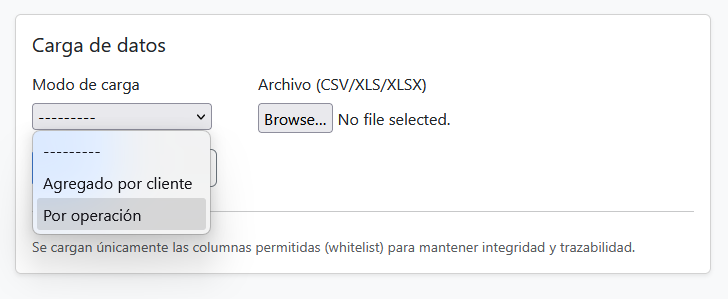 Carga de datos
Modo de carga
Archivo (CSV/XLS/XLSX)
---------
Browse... No file selected.
---------
Agregado por cliente
Por operación
Se cargan únicamente las columnas permitidas (whitelist) para mantener integridad y trazabilidad.